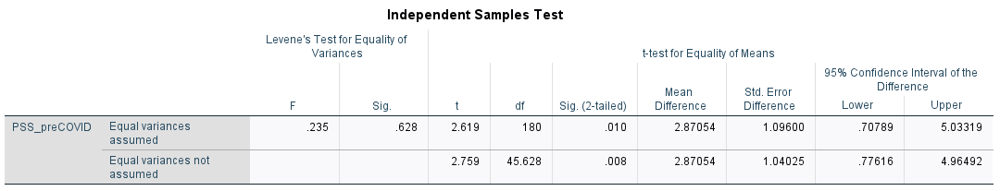 Independent Samples Test
Levene's Test for Equality of
Variances
t-test for Equality of Means
95% Confidence Interval of the
Difference
F Sig. t df Sig. (2-tailed) Mean
Difference Std. Error
Difference Lower Upper
PSS_preCOVID Equal variances
assumed .235 .628 2.619 180 .010 2.87054 1.09600 .70789 5.03319
Equal variances not
assumed 2.759 45.628 .008 2.87054 1.04025 .77616 4.96492